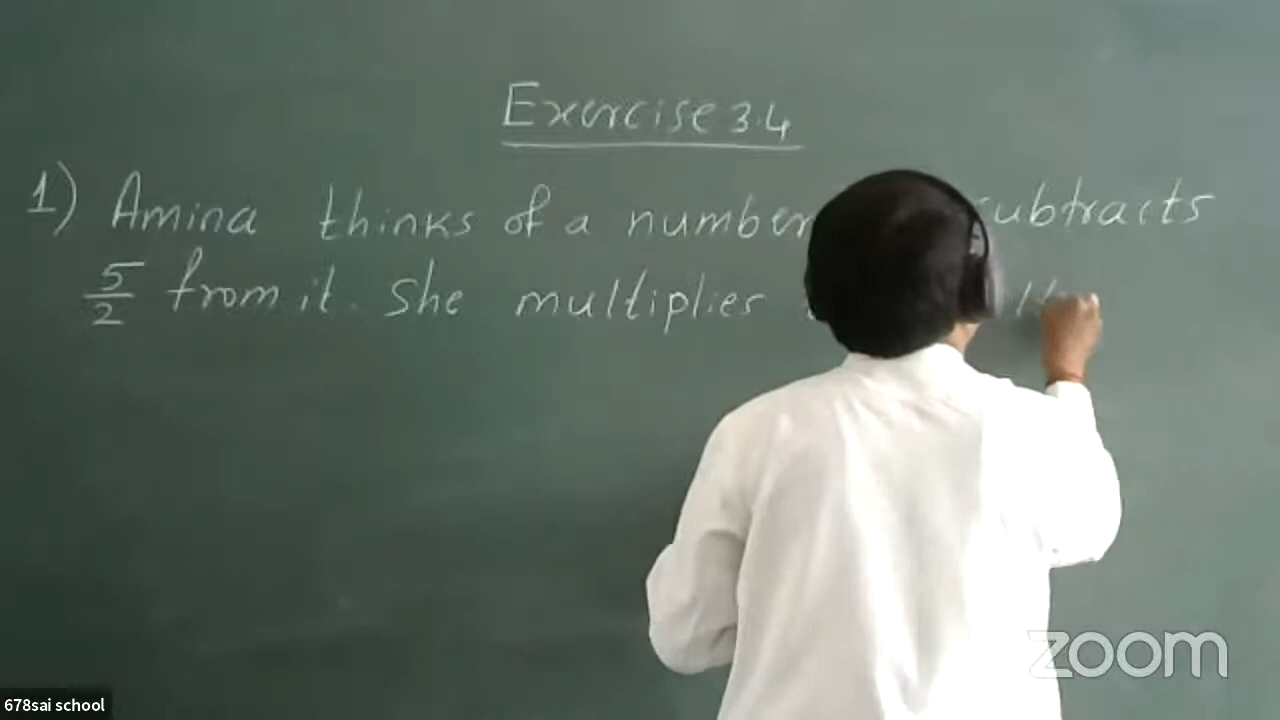 Exercise 3.4
1) Amina thinks of a number subtracts
5/2 from it. She multiplies
zoom
678sai school